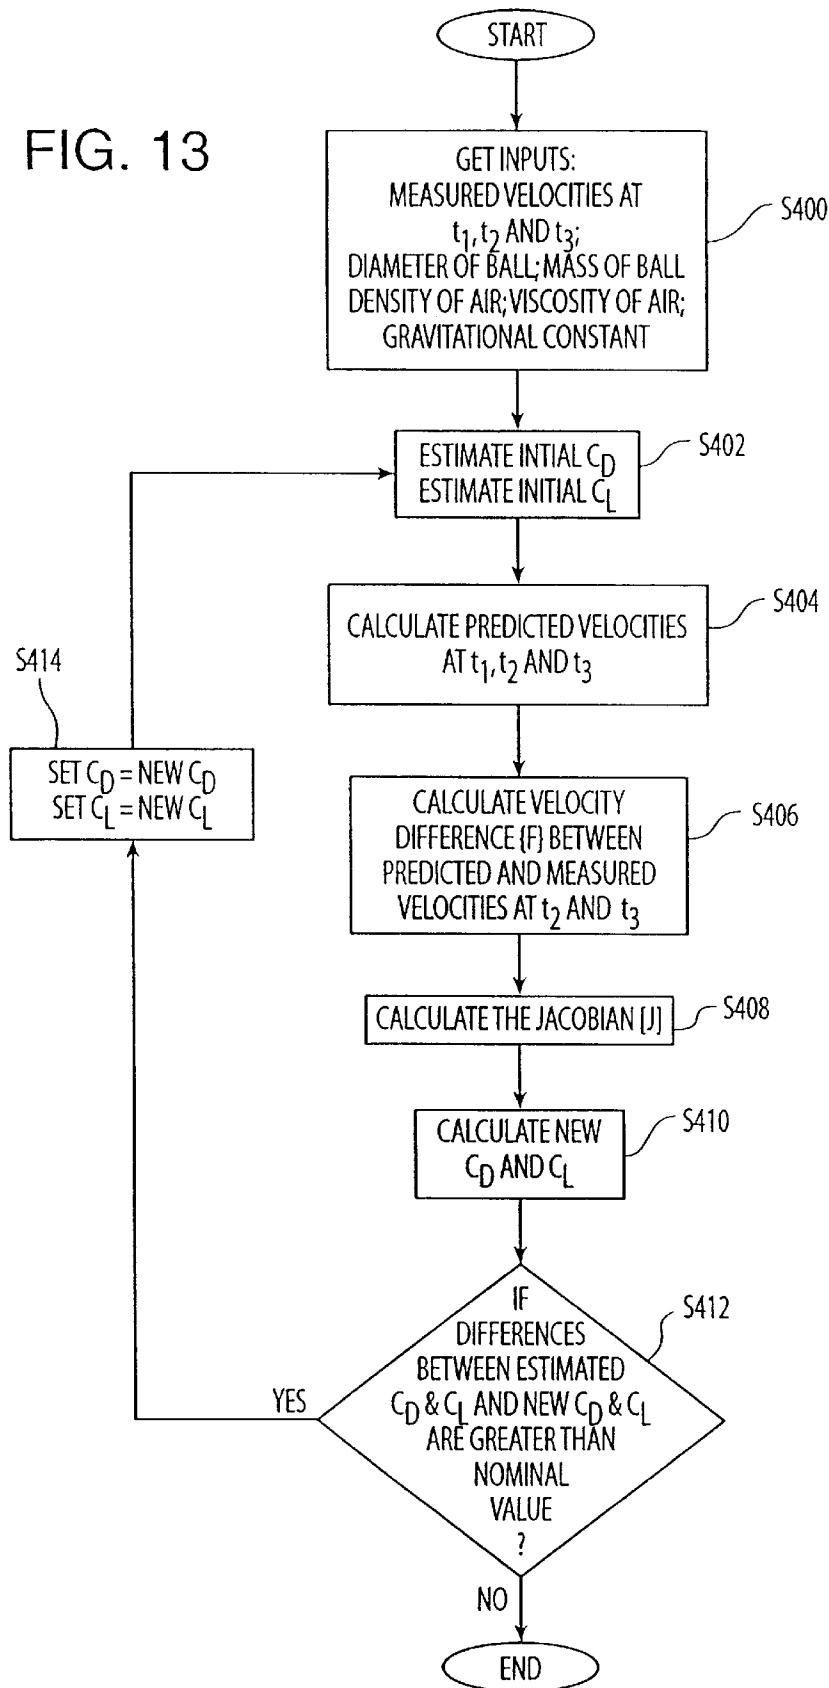 START
FIG. 13
GET INPUTS:
MEASURED VELOCITIES AT
t1, t2 AND t3;
DIAMETER OF BALL; MASS OF BALL
DENSITY OF AIR; VISCOSITY OF AIR;
GRAVITATIONAL CONSTANT
S400
ESTIMATE INTIAL CD
ESTIMATE INITIAL CL
S402
CALCULATE PREDICTED VELOCITIES
AT t1, t2 AND t3
S404
S414
SET CD = NEW CD
SET CL = NEW CL
CALCULATE VELOCITY
DIFFERENCE {F} BETWEEN
PREDICTED AND MEASURED
VELOCITIES AT t2 AND t3
S406
CALCULATE THE JACOBIAN [J]
S408
CALCULATE NEW
CD AND CL
S410
IF
DIFFERENCES
BETWEEN ESTIMATED
CD & CL AND NEW CD & CL
ARE GREATER THAN
NOMINAL
VALUE
?
S412
YES
NO
END